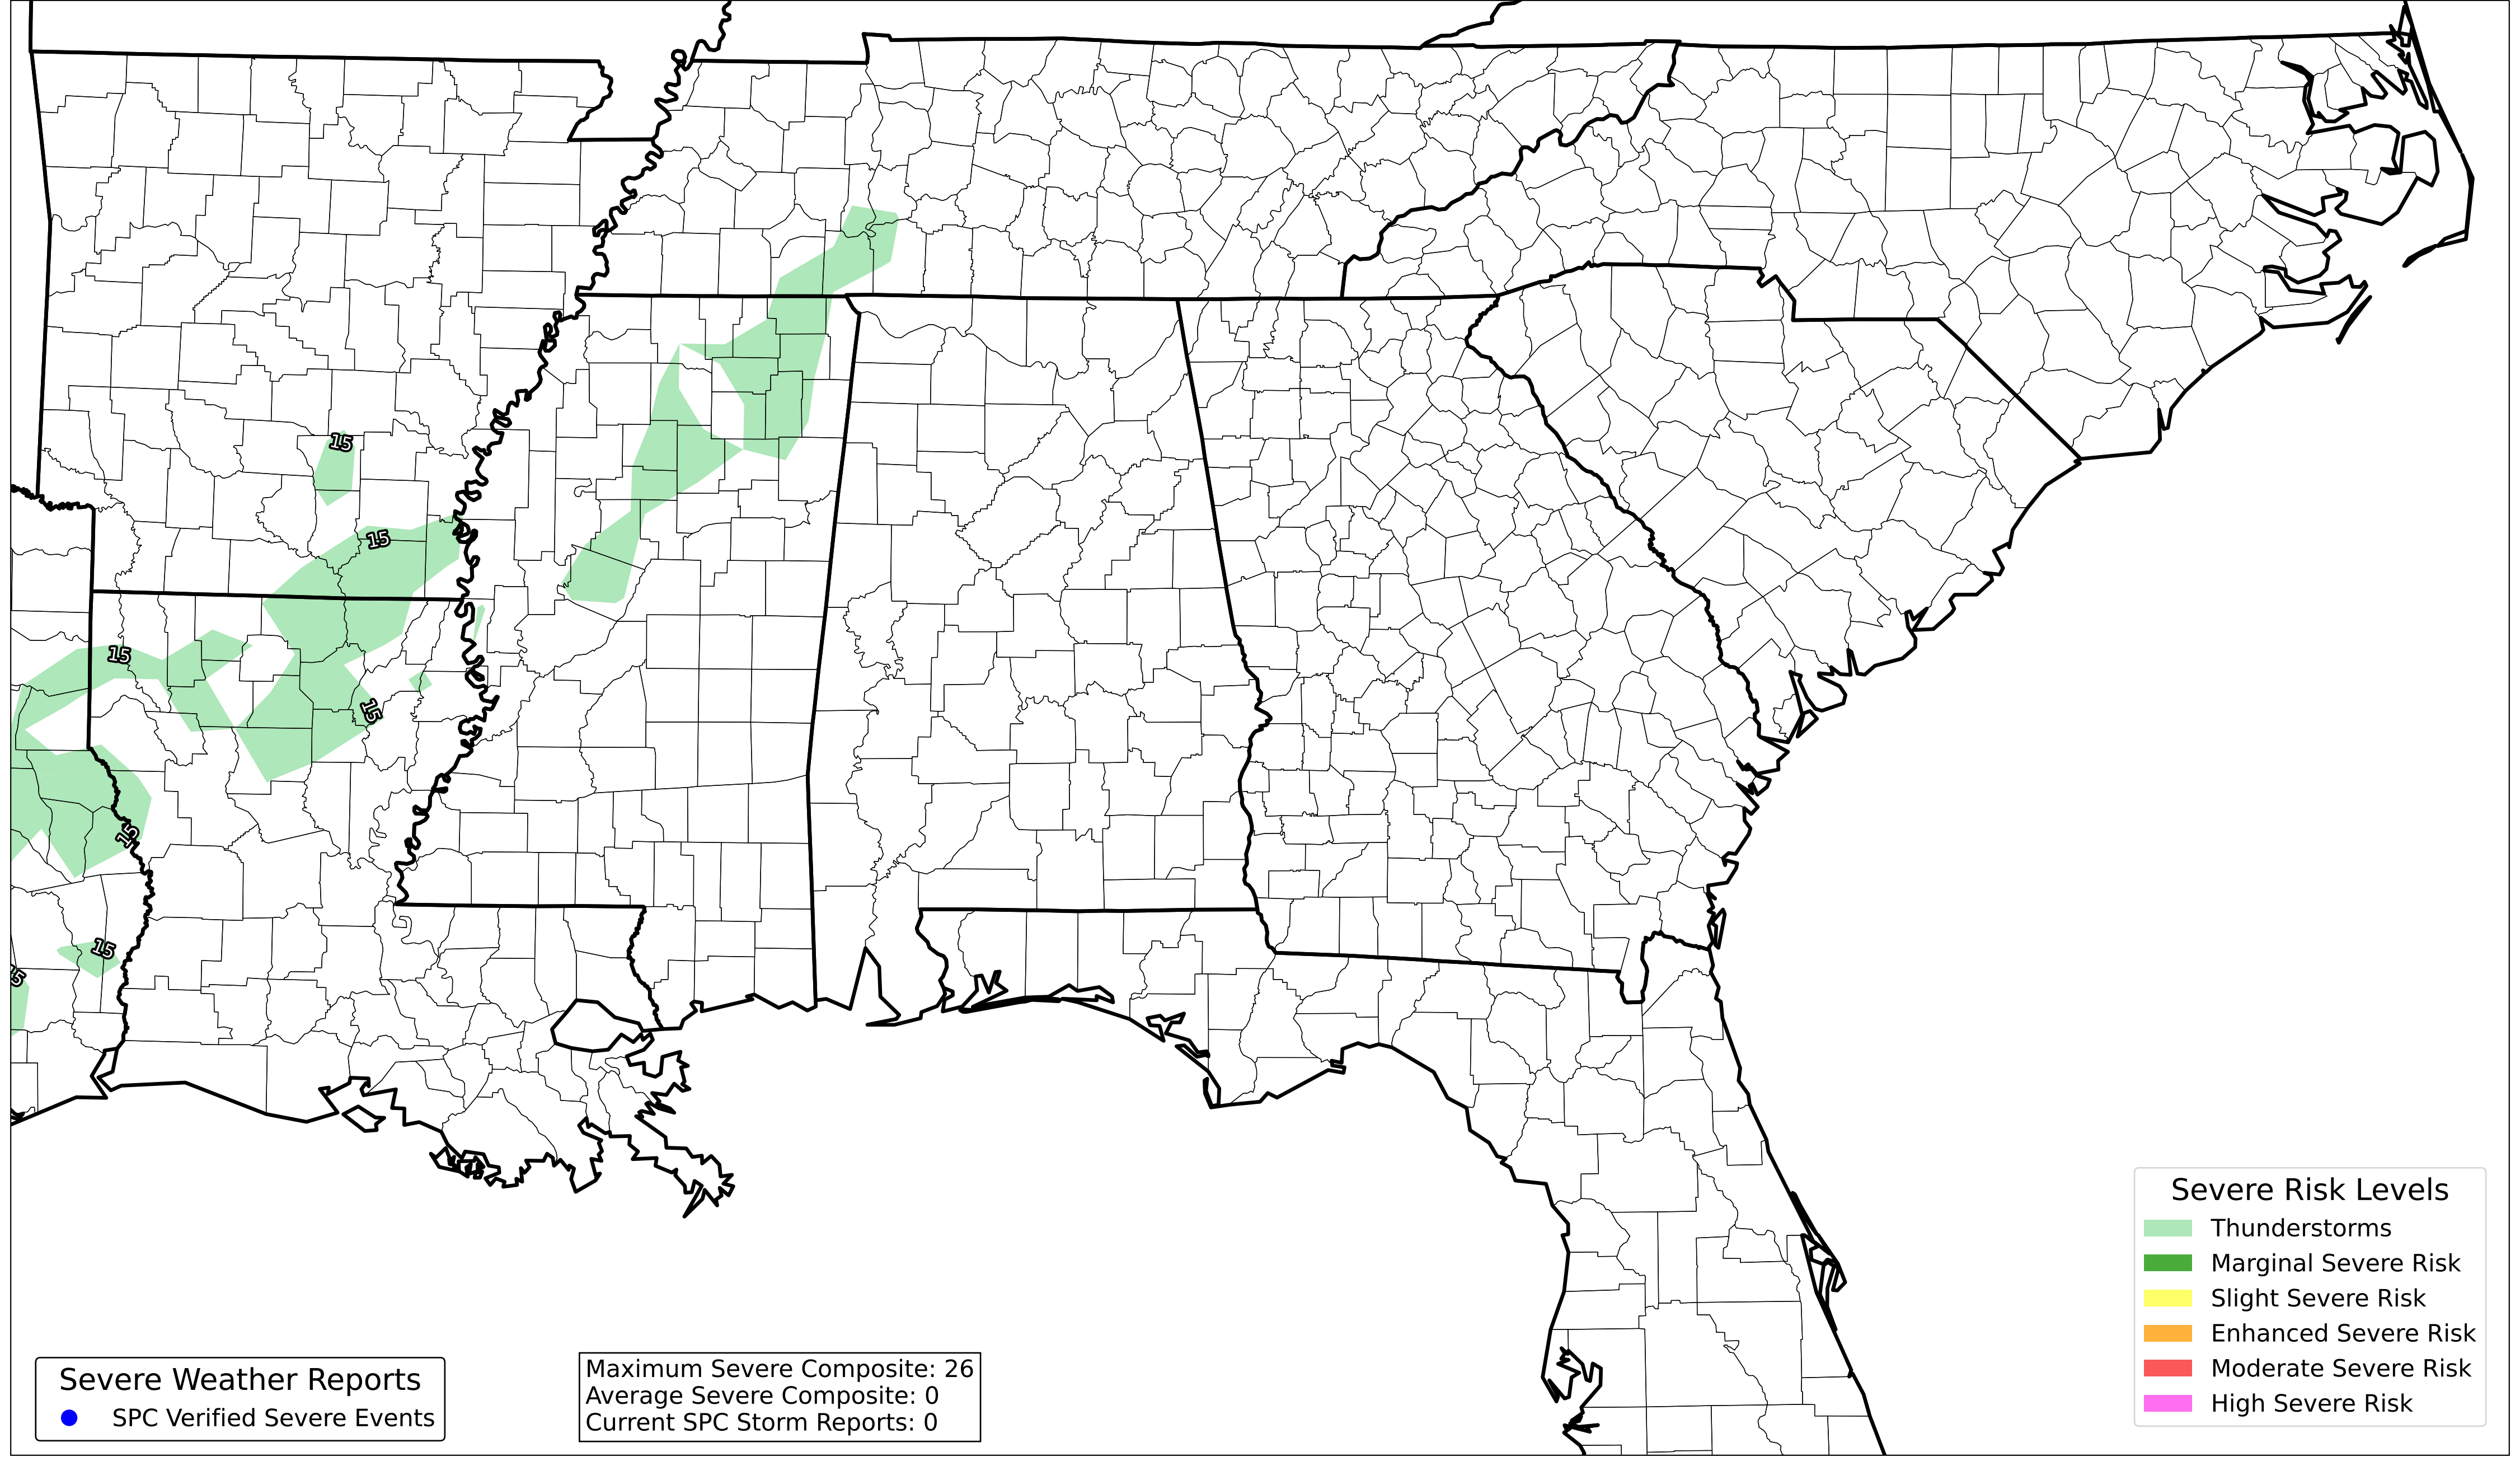 15
15
15
15
15
15
Severe Risk Levels
Thunderstorms
Marginal Severe Risk
Slight Severe Risk
Enhanced Severe Risk
Moderate Severe Risk
High Severe Risk
Severe Weather Reports
SPC Verified Severe Events
Maximum Severe Composite: 26
Average Severe Composite: 0
Current SPC Storm Reports: 0